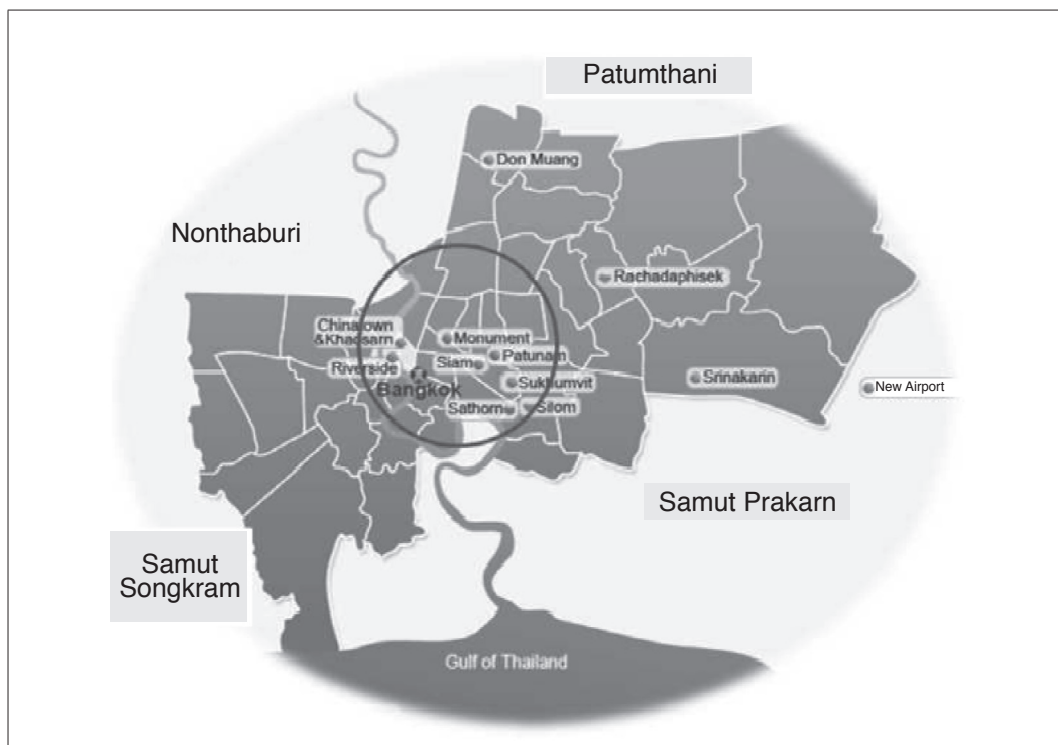 Patumthani
Don Muang
Nonthaburi
Rachadaphisek
Chinatown
&Khaosarn
Monument
Patunam
Siam
Riverside
Bangkok
Sukhumvit
Srinakarin
New Airport
Sathorn
Silom
Samut Prakarn
Samut
Songkram
Gulf of Thailand